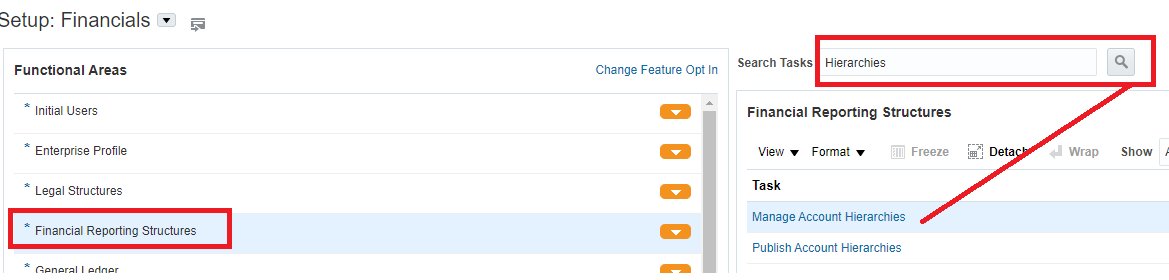 Setup: Financials
Functional Areas
Change Feature Opt In
* Initial Users
* Enterprise Profile
* Legal Structures
* Financial Reporting Structures
* General Ledger
Search Tasks Hierarchies
Financial Reporting Structures
View Format Freeze Detach Wrap Show A
Task
Manage Account Hierarchies
Publish Account Hierarchies